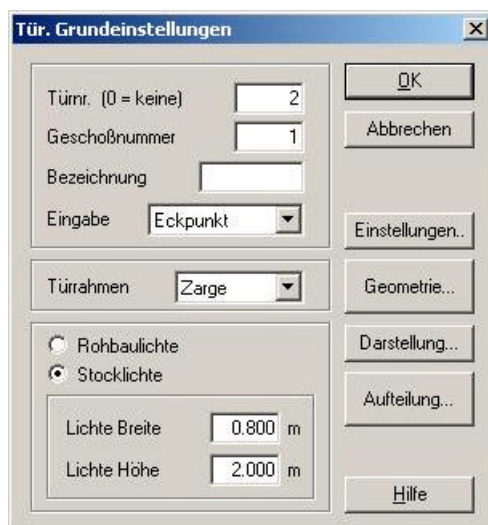 Tür. Grundeinstellungen
Türnr. (0 = keine) 2
Geschoßnummer 1
Bezeichnung
Eingabe Eckpunkt
Türrahmen Zarge
Rohbaulichte
Stocklichte
Lichte Breite 0.800 m
Lichte Höhe 2.000 m
OK
Abbrechen
Einstellungen..
Geometrie...
Darstellung...
Aufteilung...
Hilfe